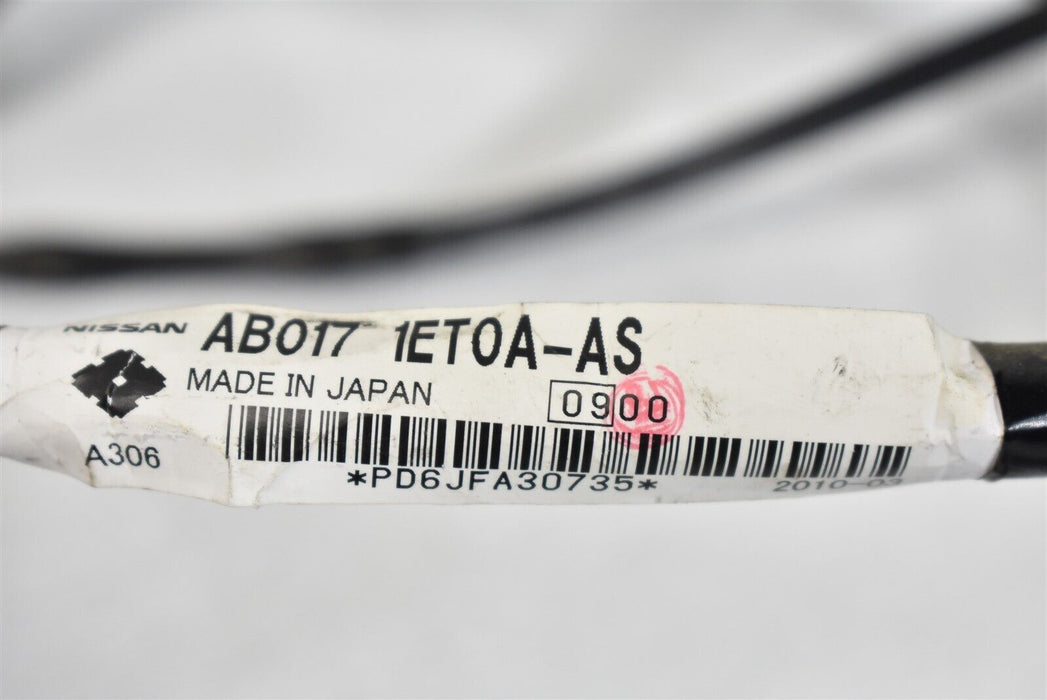 NISSAN AB017 1ET0A-AS
MADE IN JAPAN
0900
A306
*PD6JFA30735*
2010-03